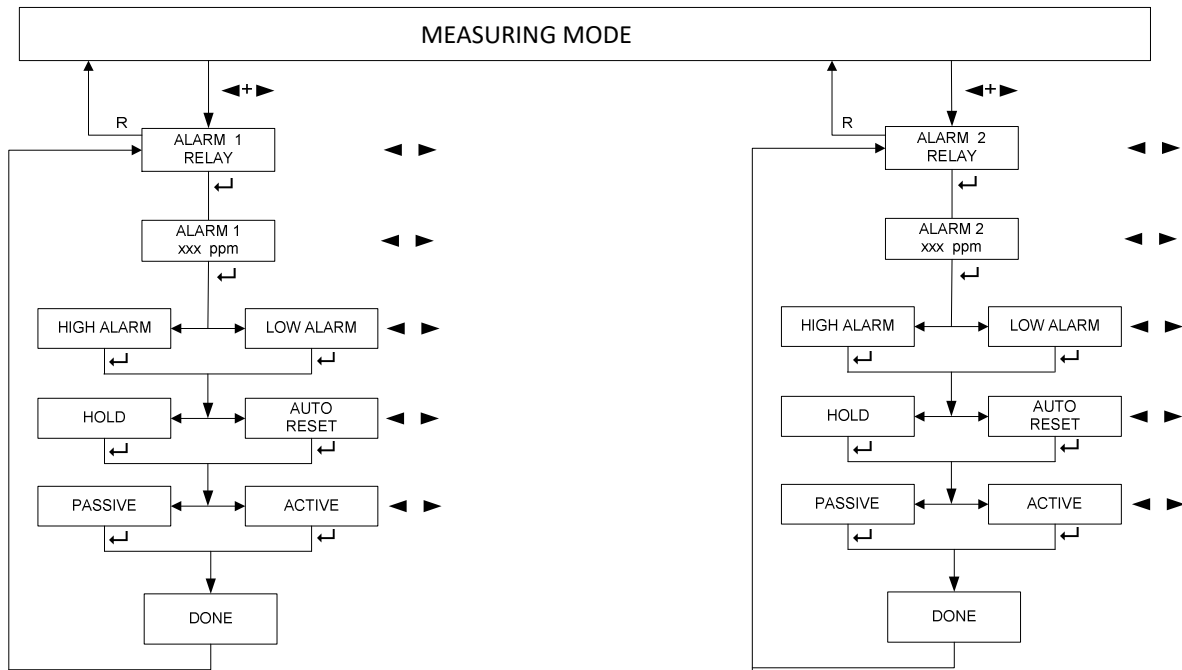 MEASURING MODE
◄+►
R
ALARM 1
RELAY
◄ ►
↵
ALARM 1
xxx ppm
◄ ►
↵
HIGH ALARM
LOW ALARM
◄ ►
↵
↵
HOLD
AUTO
RESET
◄ ►
↵
↵
PASSIVE
ACTIVE
◄ ►
↵
↵
DONE
◄+►
R
ALARM 2
RELAY
◄ ►
↵
ALARM 2
xxx ppm
◄ ►
↵
HIGH ALARM
LOW ALARM
◄ ►
↵
↵
HOLD
AUTO
RESET
◄ ►
↵
↵
PASSIVE
ACTIVE
◄ ►
↵
↵
DONE